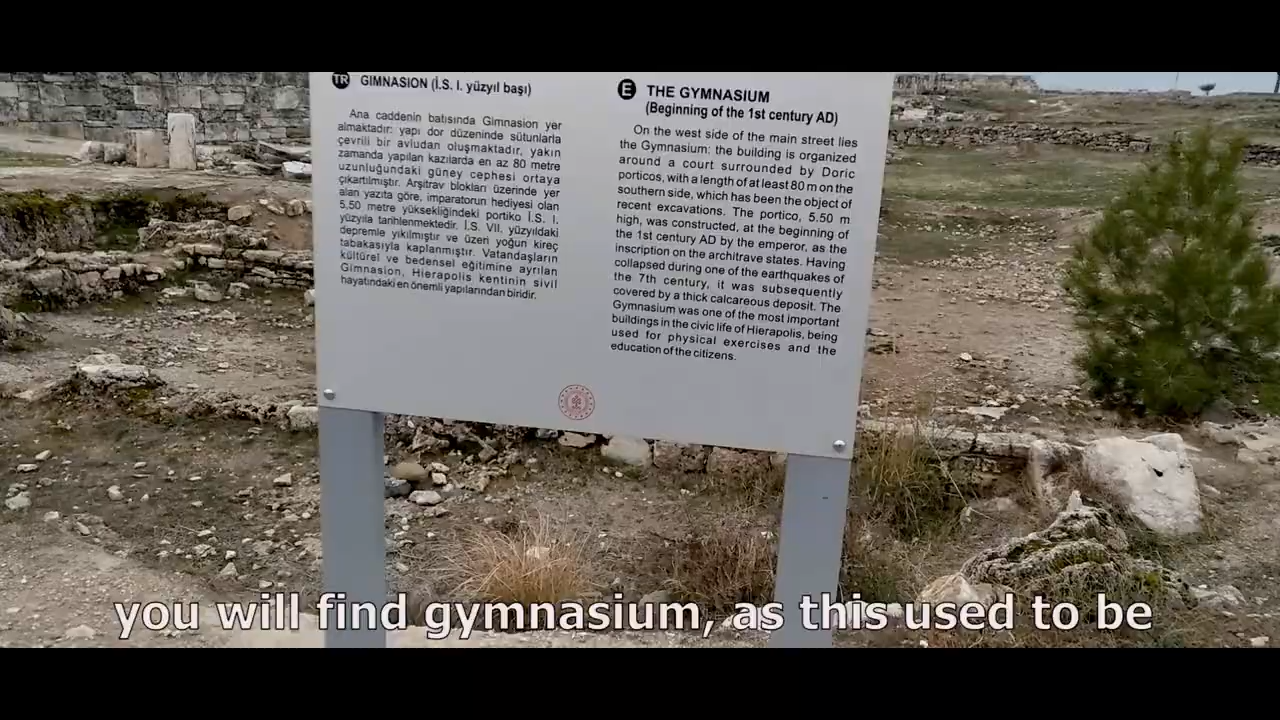 TR GIMNASION (İ.S. I. yüzyıl başı)
Ana caddenin batısında Gimnasion yer
almaktadır: yapı dor düzeninde sütunlarla
çevrili bir avludan oluşmaktadır, yakın
zamanda yapılan kazılarda en az 80 metre
uzunluğundaki güney cephesi ortaya
çıkartılmıştır. Arşitrav blokları üzerinde yer
alan yazıta göre, imparatorun hediyesi olan
5,50 metre yüksekliğindeki portiko İ.S. I.
yüzyıla tarihlenmektedir. İ.S. VII. yüzyıldaki
depremle yıkılmıştır ve üzeri yoğun kireç
tabakasıyla kaplanmıştır. Vatandaşların
kültürel ve bedensel eğitimine ayrılan
Gimnasion, Hierapolis kentinin sivil
hayatındaki en önemli yapılarından biridir.
E THE GYMNASIUM
(Beginning of the 1st century AD)
On the west side of the main street lies
the Gymnasium: the building is organized
around a court surrounded by Doric
porticos, with a length of at least 80 m on the
southern side, which has been the object of
recent excavations. The portico, 5.50 m
high, was constructed, at the beginning of
the 1st century AD by the emperor, as the
inscription on the architrave states. Having
collapsed during one of the earthquakes of
the 7th century, it was subsequently
covered by a thick calcareous deposit. The
Gymnasium was one of the most important
buildings in the civic life of Hierapolis, being
used for physical exercises and the
education of the citizens.
you will find gymnasium, as this used to be